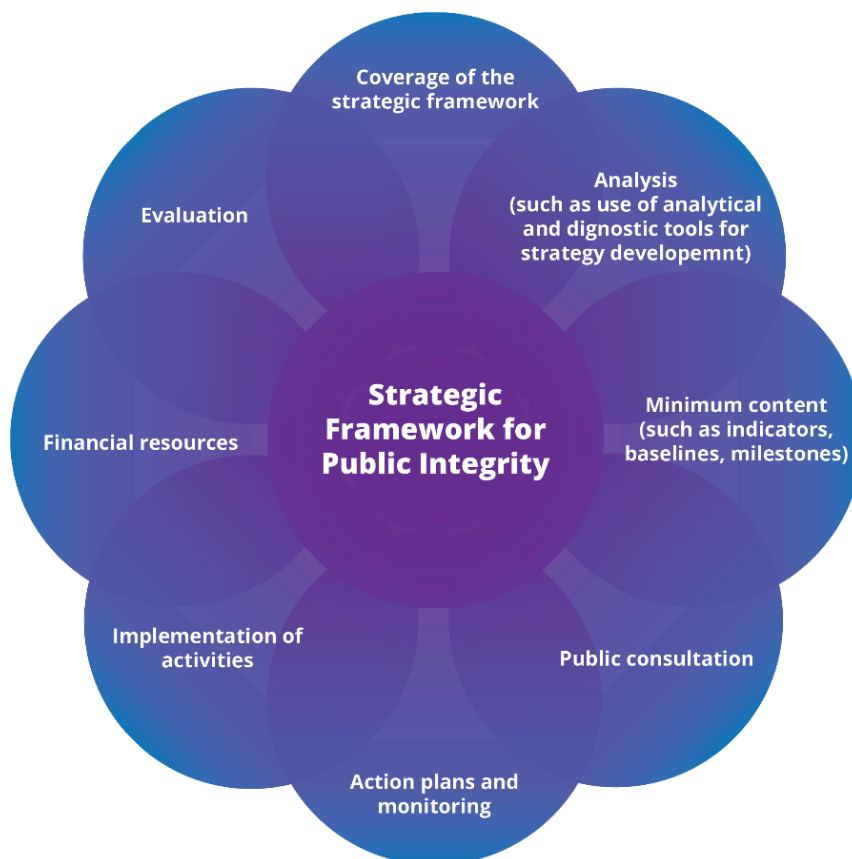 Coverage of the
strategic framework
Analysis
(such as use of analytical
and dignostic tools for
strategy developemnt)
Evaluation
Strategic
Framework for
Public Integrity
Minimum content
(such as indicators,
baselines, milestones)
Financial resources
Implementation of
activities
Public consultation
Action plans and
monitoring